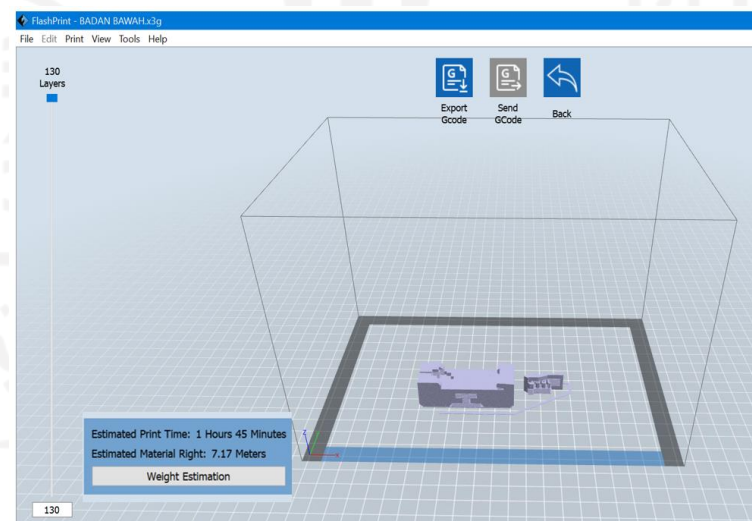 FlashPrint - BADAN BAWAH.x3g
File Edit Print View Tools Help
130
Layers
Export
Gcode
Send
GCode
Back
Z
Estimated Print Time: 1 Hours 45 Minutes
Estimated Material Right: 7.17 Meters
Weight Estimation
130